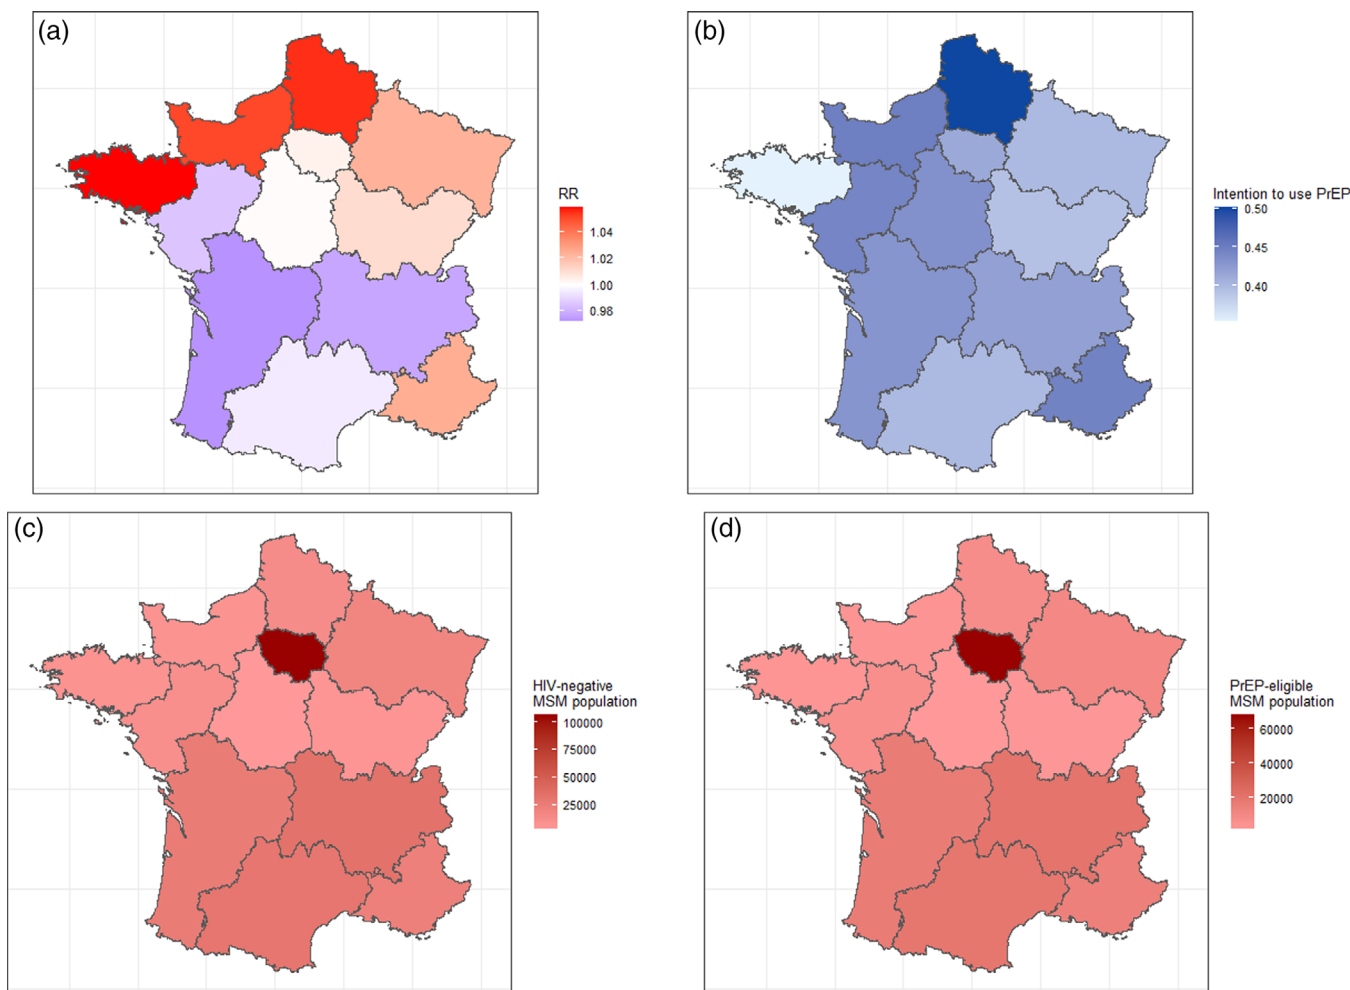 (a)
RR
1.04
1.02
1.00
0.98
(b)
Intention to use PrEP
0.50
0.45
0.40
(c)
HIV-negative
MSM population
100000
75000
50000
25000
(d)
PrEP-eligible
MSM population
60000
40000
20000